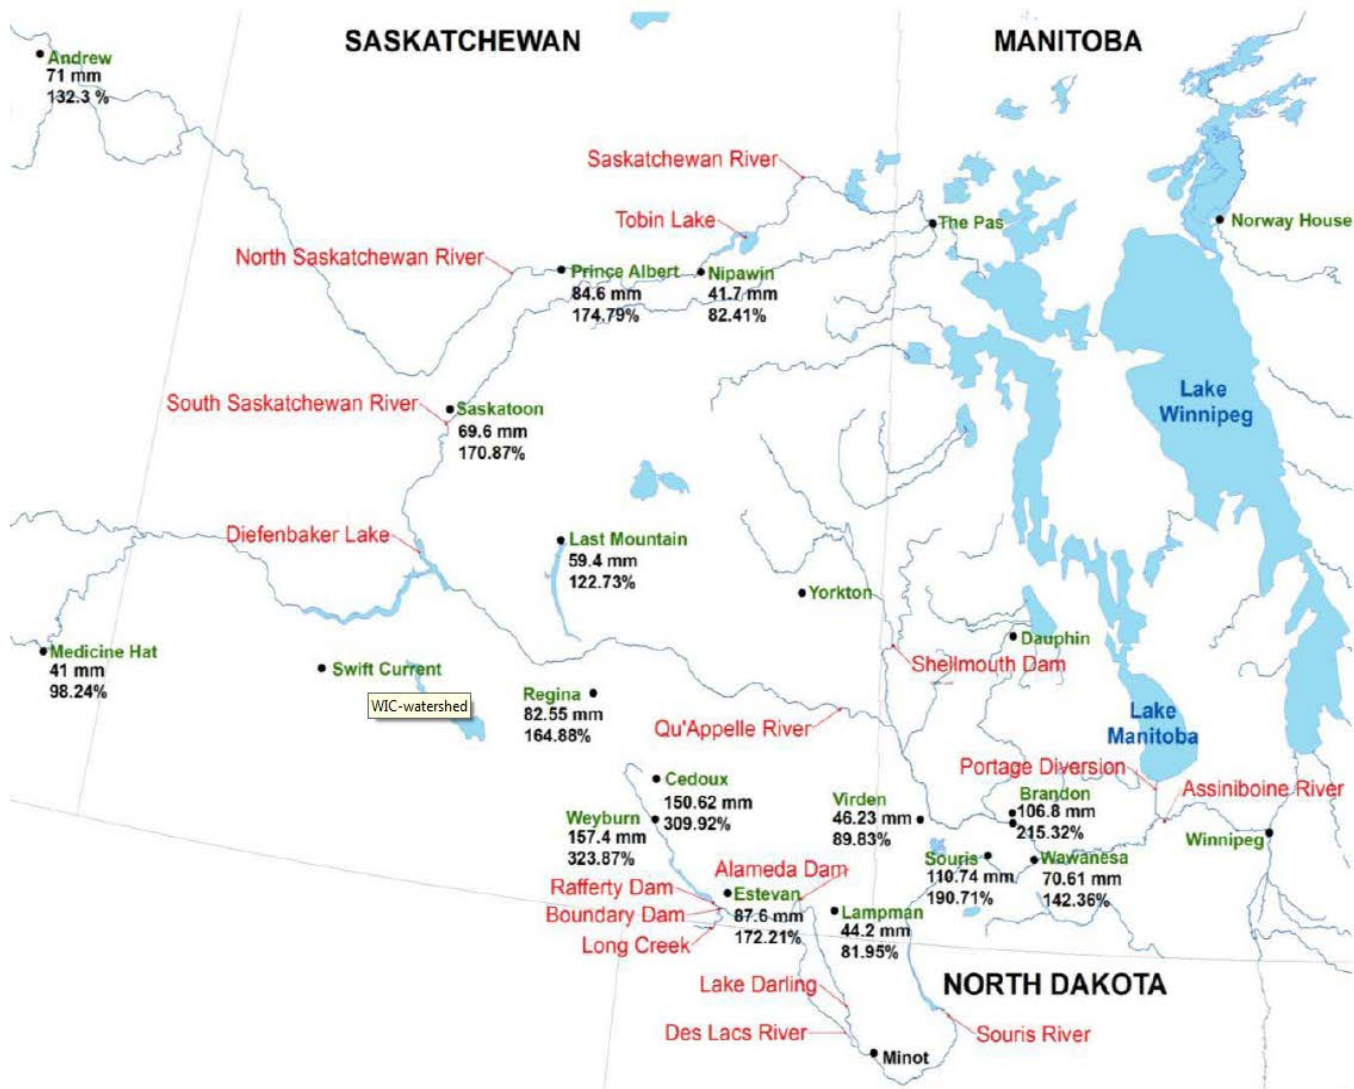 SASKATCHEWAN
MANITOBA
Andrew
71 mm
132.3 %
Saskatchewan River
Tobin Lake
The Pas
Norway House
North Saskatchewan River
Prince Albert
84.6 mm
174.79%
Nipawin
41.7 mm
82.41%
Lake
Winnipeg
South Saskatchewan River
Saskatoon
69.6 mm
170.87%
Diefenbaker Lake
Last Mountain
59.4 mm
122.73%
Yorkton
Dauphin
Shellmouth Dam
Medicine Hat
41 mm
98.24%
Swift Current
WIC-watershed
Regina
82.55 mm
164.88%
Qu'Appelle River
Lake
Manitoba
Portage Diversion
Assiniboine River
Cedoux
150.62 mm
309.92%
Weyburn
157.4 mm
323.87%
Virden
46.23 mm
89.83%
Brandon
106.8 mm
215.32%
Winnipeg
Souris
110.74 mm
190.71%
Wawanesa
70.61 mm
142.36%
Alameda Dam
Rafferty Dam
Boundary Dam
Long Creek
Estevan
87.6 mm
172.21%
Lampman
44.2 mm
81.95%
NORTH DAKOTA
Lake Darling
Des Lacs River
Souris River
Minot